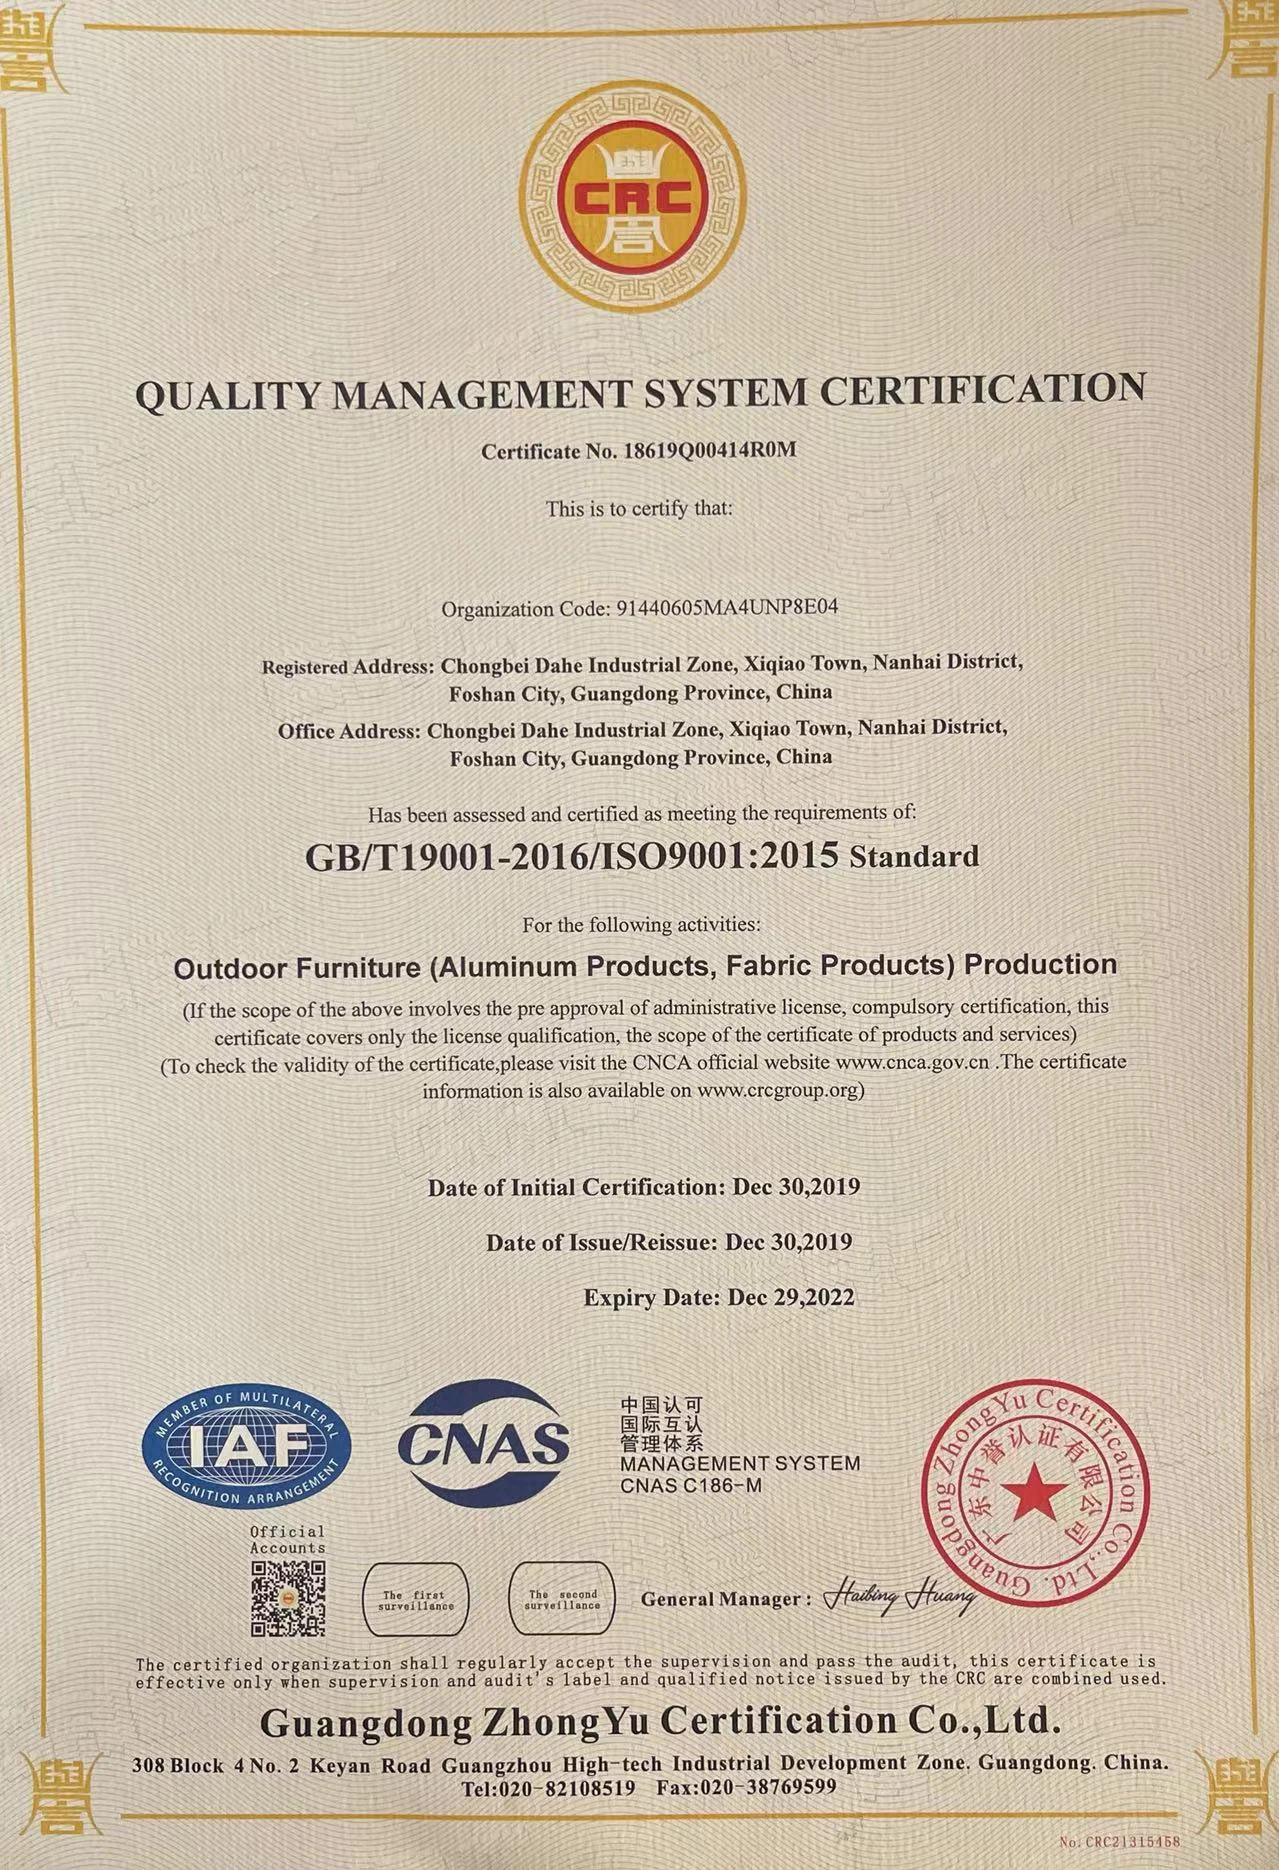 CRC
QUALITY MANAGEMENT SYSTEM CERTIFICATION
Certificate No. 18619Q00414R0M
This is to certify that:
Organization Code: 91440605MA4UNP8E04
Registered Address: Chongbei Dahe Industrial Zone, Xiqiao Town, Nanhai District,
Foshan City, Guangdong Province, China
Office Address: Chongbei Dahe Industrial Zone, Xiqiao Town, Nanhai District,
Foshan City, Guangdong Province, China
Has been assessed and certified as meeting the requirements of:
GB/T19001-2016/ISO9001:2015 Standard
For the following activities:
Outdoor Furniture (Aluminum Products, Fabric Products) Production
(If the scope of the above involves the pre approval of administrative license, compulsory certification, this
certificate covers only the license qualification, the scope of the certificate of products and services)
(To check the validity of the certificate,please visit the CNCA official website www.cnca.gov.cn .The certificate
information is also available on www.crcgroup.org)
Date of Initial Certification: Dec 30,2019
Date of Issue/Reissue: Dec 30,2019
Expiry Date: Dec 29,2022
MEMBER OF MULTILATERAL
IAF
RECOGNITION ARRANGEMENT
CNAS
中国认可
国际互认
管理体系
MANAGEMENT SYSTEM
CNAS C186-M
Guangdong ZhongYu Certification Co.,Ltd.
广东中誉认证有限公司
Official
Accounts
The first
surveillance
The second
surveillance
General Manager: Haibing Huang
The certified organization shall regularly accept the supervision and pass the audit, this certificate is
effective only when supervision and audit's label and qualified notice issued by the CRC are combined used.
Guangdong ZhongYu Certification Co.,Ltd.
308 Block 4 No. 2 Keyan Road Guangzhou High-tech Industrial Development Zone. Guangdong. China.
Tel:020-82108519 Fax:020-38769599
No. CRC21315458